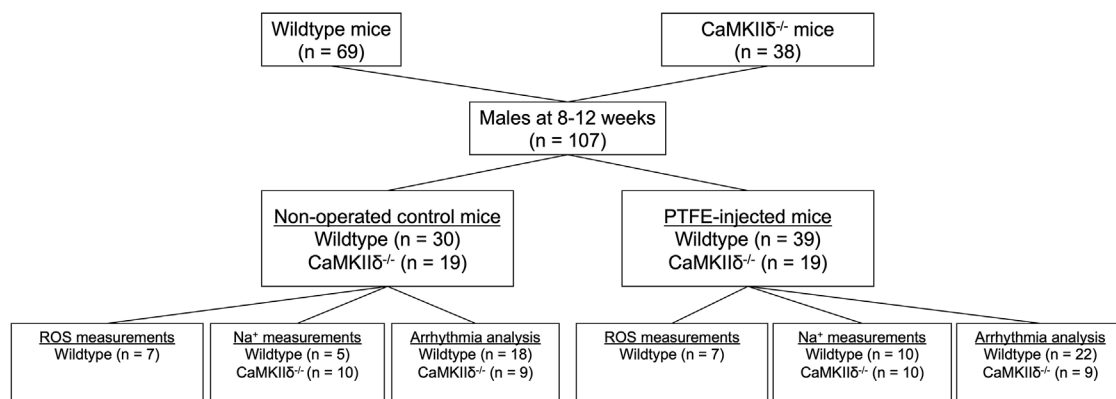 Wildtype mice
(n = 69)
CaMKIIδ⁻/⁻ mice
(n = 38)
Males at 8-12 weeks
(n = 107)
Non-operated control mice
Wildtype (n = 30)
CaMKIIδ⁻/⁻ (n = 19)
PTFE-injected mice
Wildtype (n = 39)
CaMKIIδ⁻/⁻ (n = 19)
ROS measurements
Wildtype (n = 7)
Na⁺ measurements
Wildtype (n = 5)
CaMKIIδ⁻/⁻ (n = 10)
Arrhythmia analysis
Wildtype (n = 18)
CaMKIIδ⁻/⁻ (n = 9)
ROS measurements
Wildtype (n = 7)
Na⁺ measurements
Wildtype (n = 10)
CaMKIIδ⁻/⁻ (n = 10)
Arrhythmia analysis
Wildtype (n = 22)
CaMKIIδ⁻/⁻ (n = 9)